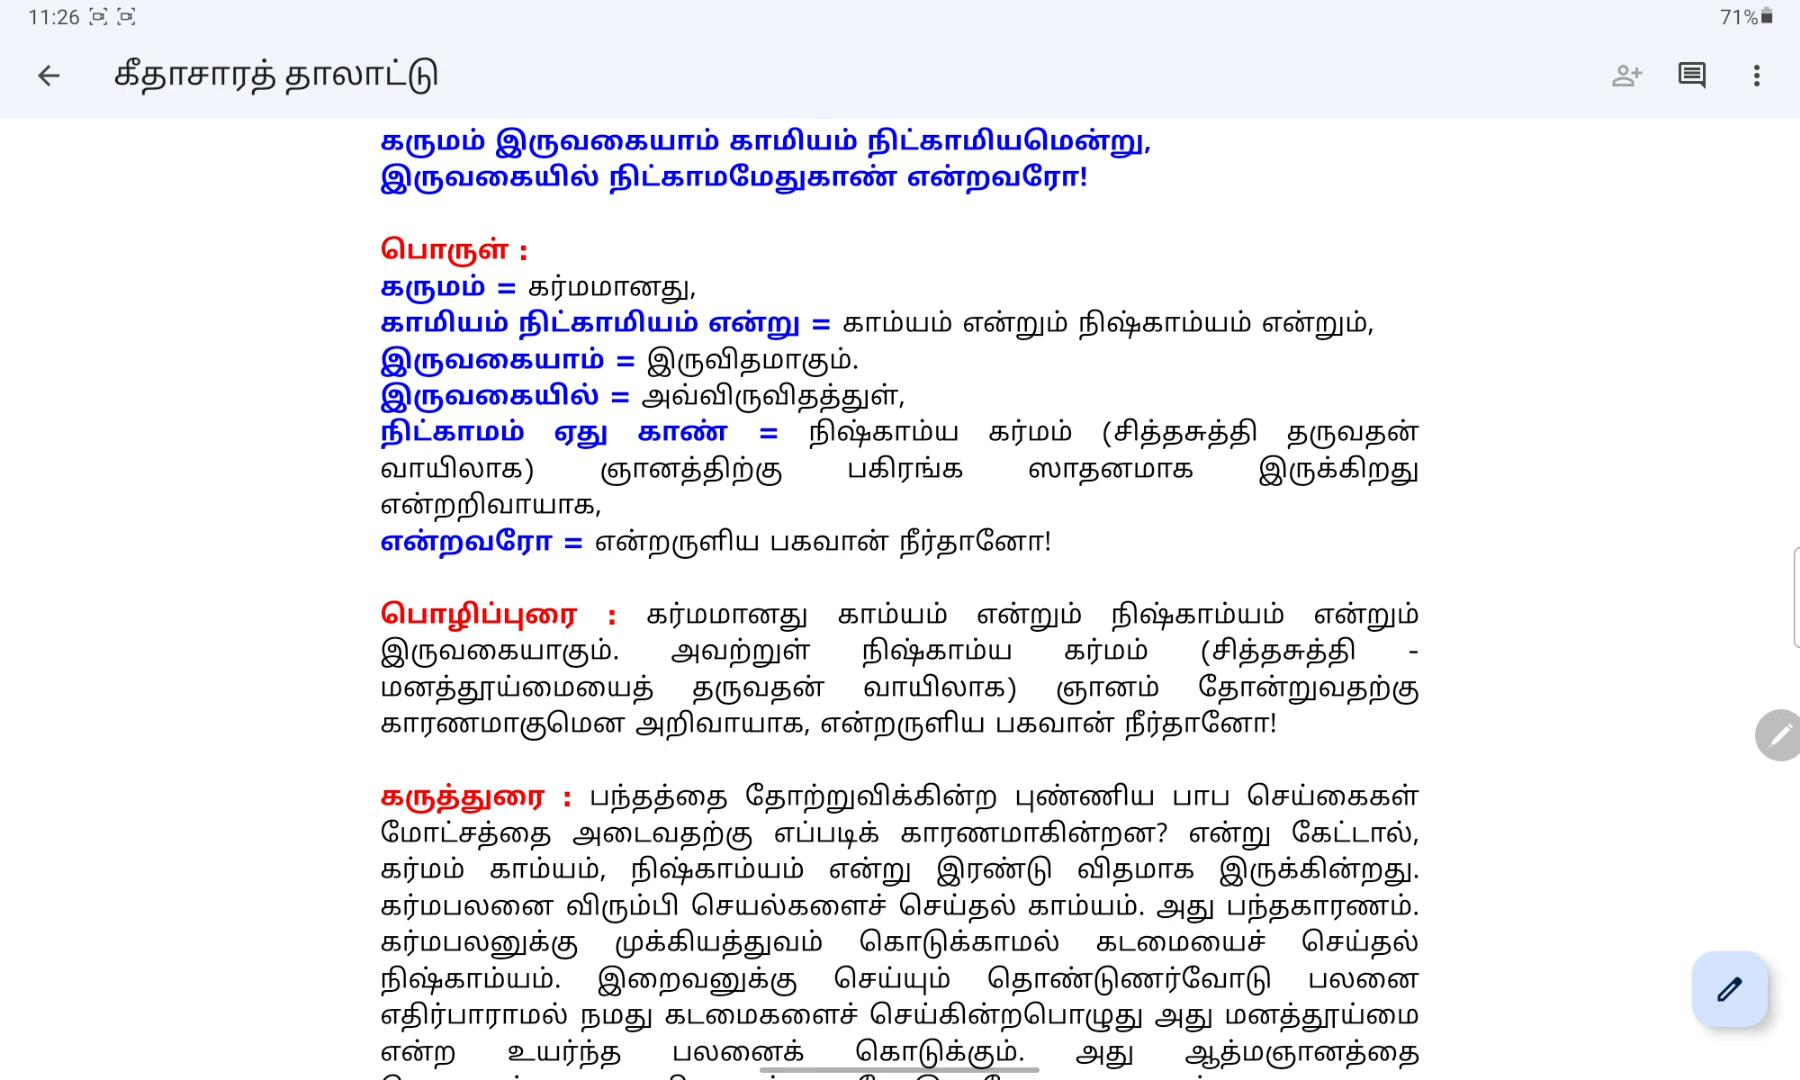 11:26
71%
கீதாசாரத் தாலாட்டு
கருமம் இருவகையாம் காமியம் நிட்காமியமென்று,
இருவகையில் நிட்காமமேதுகாண் என்றவரோ!
பொருள் :
கருமம் = கர்மமானது,
காமியம் நிட்காமியம் என்று = காம்யம் என்றும் நிஷ்காம்யம் என்றும்,
இருவகையாம் = இருவிதமாகும்.
இருவகையில் = அவ்விருவிதத்துள்,
நிட்காமம் ஏது காண் = நிஷ்காம்ய கர்மம் (சித்தசுத்தி தருவதன்
வாயிலாக) ஞானத்திற்கு பகிரங்க ஸாதனமாக இருக்கிறது
என்றறிவாயாக,
என்றவரோ = என்றருளிய பகவான் நீர்தானோ!
பொழிப்புரை : கர்மமானது காம்யம் என்றும் நிஷ்காம்யம் என்றும்
இருவகையாகும். அவற்றுள் நிஷ்காம்ய கர்மம் (சித்தசுத்தி -
மனத்தூய்மையைத் தருவதன் வாயிலாக) ஞானம் தோன்றுவதற்கு
காரணமாகுமென அறிவாயாக, என்றருளிய பகவான் நீர்தானோ!
கருத்துரை : பந்தத்தை தோற்றுவிக்கின்ற புண்ணிய பாப செய்கைகள்
மோட்சத்தை அடைவதற்கு எப்படிக் காரணமாகின்றன? என்று கேட்டால்,
கர்மம் காம்யம், நிஷ்காம்யம் என்று இரண்டு விதமாக இருக்கின்றது.
கர்மபலனை விரும்பி செயல்களைச் செய்தல் காம்யம். அது பந்தகாரணம்.
கர்மபலனுக்கு முக்கியத்துவம் கொடுக்காமல் கடமையைச் செய்தல்
நிஷ்காம்யம். இறைவனுக்கு செய்யும் தொண்டுணர்வோடு பலனை
எதிர்பாராமல் நமது கடமைகளைச் செய்கின்றபொழுது அது மனத்தூய்மை
என்ற உயர்ந்த பலனைக் கொடுக்கும். அது ஆத்மஞானத்தை